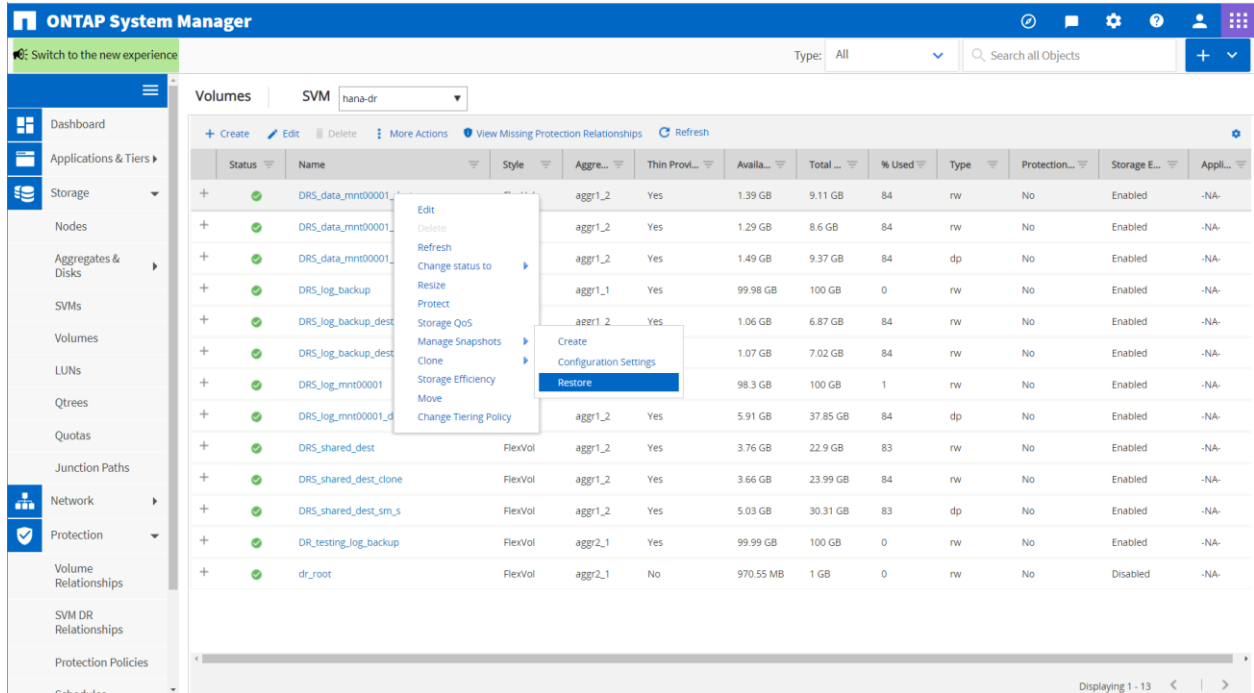 ONTAP System Manager
Switch to the new experience
Type: All
Search all Objects
Volumes SVM hana-dr
+ Create Edit Delete More Actions View Missing Protection Relationships Refresh
Dashboard
Applications & Tiers
Storage
Nodes
Aggregates &
Disks
SVMs
Volumes
LUNs
Qtrees
Quotas
Junction Paths
Network
Protection
Volume
Relationships
SVM DR
Relationships
Protection Policies
Status Name Style Aggre... Thin Provi... Availa... Total ... % Used Type Protection... Storage E... Appli...
DRS_data_mnt00001_ aggr1_2 Yes 1.39 GB 9.11 GB 84 rw No Enabled -NA-
DRS_data_mnt00001_ aggr1_2 Yes 1.29 GB 8.6 GB 84 rw No Enabled -NA-
DRS_data_mnt00001_ aggr1_2 Yes 1.49 GB 9.37 GB 84 dp No Enabled -NA-
DRS_log_backup aggr1_1 Yes 99.98 GB 100 GB 0 rw No Enabled -NA-
DRS_log_backup_dest aggr1_2 Yes 1.06 GB 6.87 GB 84 rw No Enabled -NA-
DRS_log_backup_dest 1.07 GB 7.02 GB 84 rw No Enabled -NA-
DRS_log_mnt00001 98.3 GB 100 GB 1 rw No Enabled -NA-
DRS_log_mnt00001_d aggr1_2 Yes 5.91 GB 37.85 GB 84 dp No Enabled -NA-
DRS_shared_dest FlexVol aggr1_2 Yes 3.76 GB 22.9 GB 83 rw No Enabled -NA-
DRS_shared_dest_clone FlexVol aggr1_2 Yes 3.66 GB 23.99 GB 84 rw No Enabled -NA-
DRS_shared_dest_sm_s FlexVol aggr1_2 Yes 5.03 GB 30.31 GB 83 dp No Enabled -NA-
DR_testing_log_backup FlexVol aggr2_1 Yes 99.99 GB 100 GB 0 rw No Enabled -NA-
dr_root FlexVol aggr2_1 No 970.55 MB 1 GB 0 rw No Disabled -NA-
Edit
Delete
Refresh
Change status to
Resize
Protect
Storage QoS
Manage Snapshots
Clone
Storage Efficiency
Move
Change Tiering Policy
Create
Configuration Settings
Restore
Displaying 1 - 13